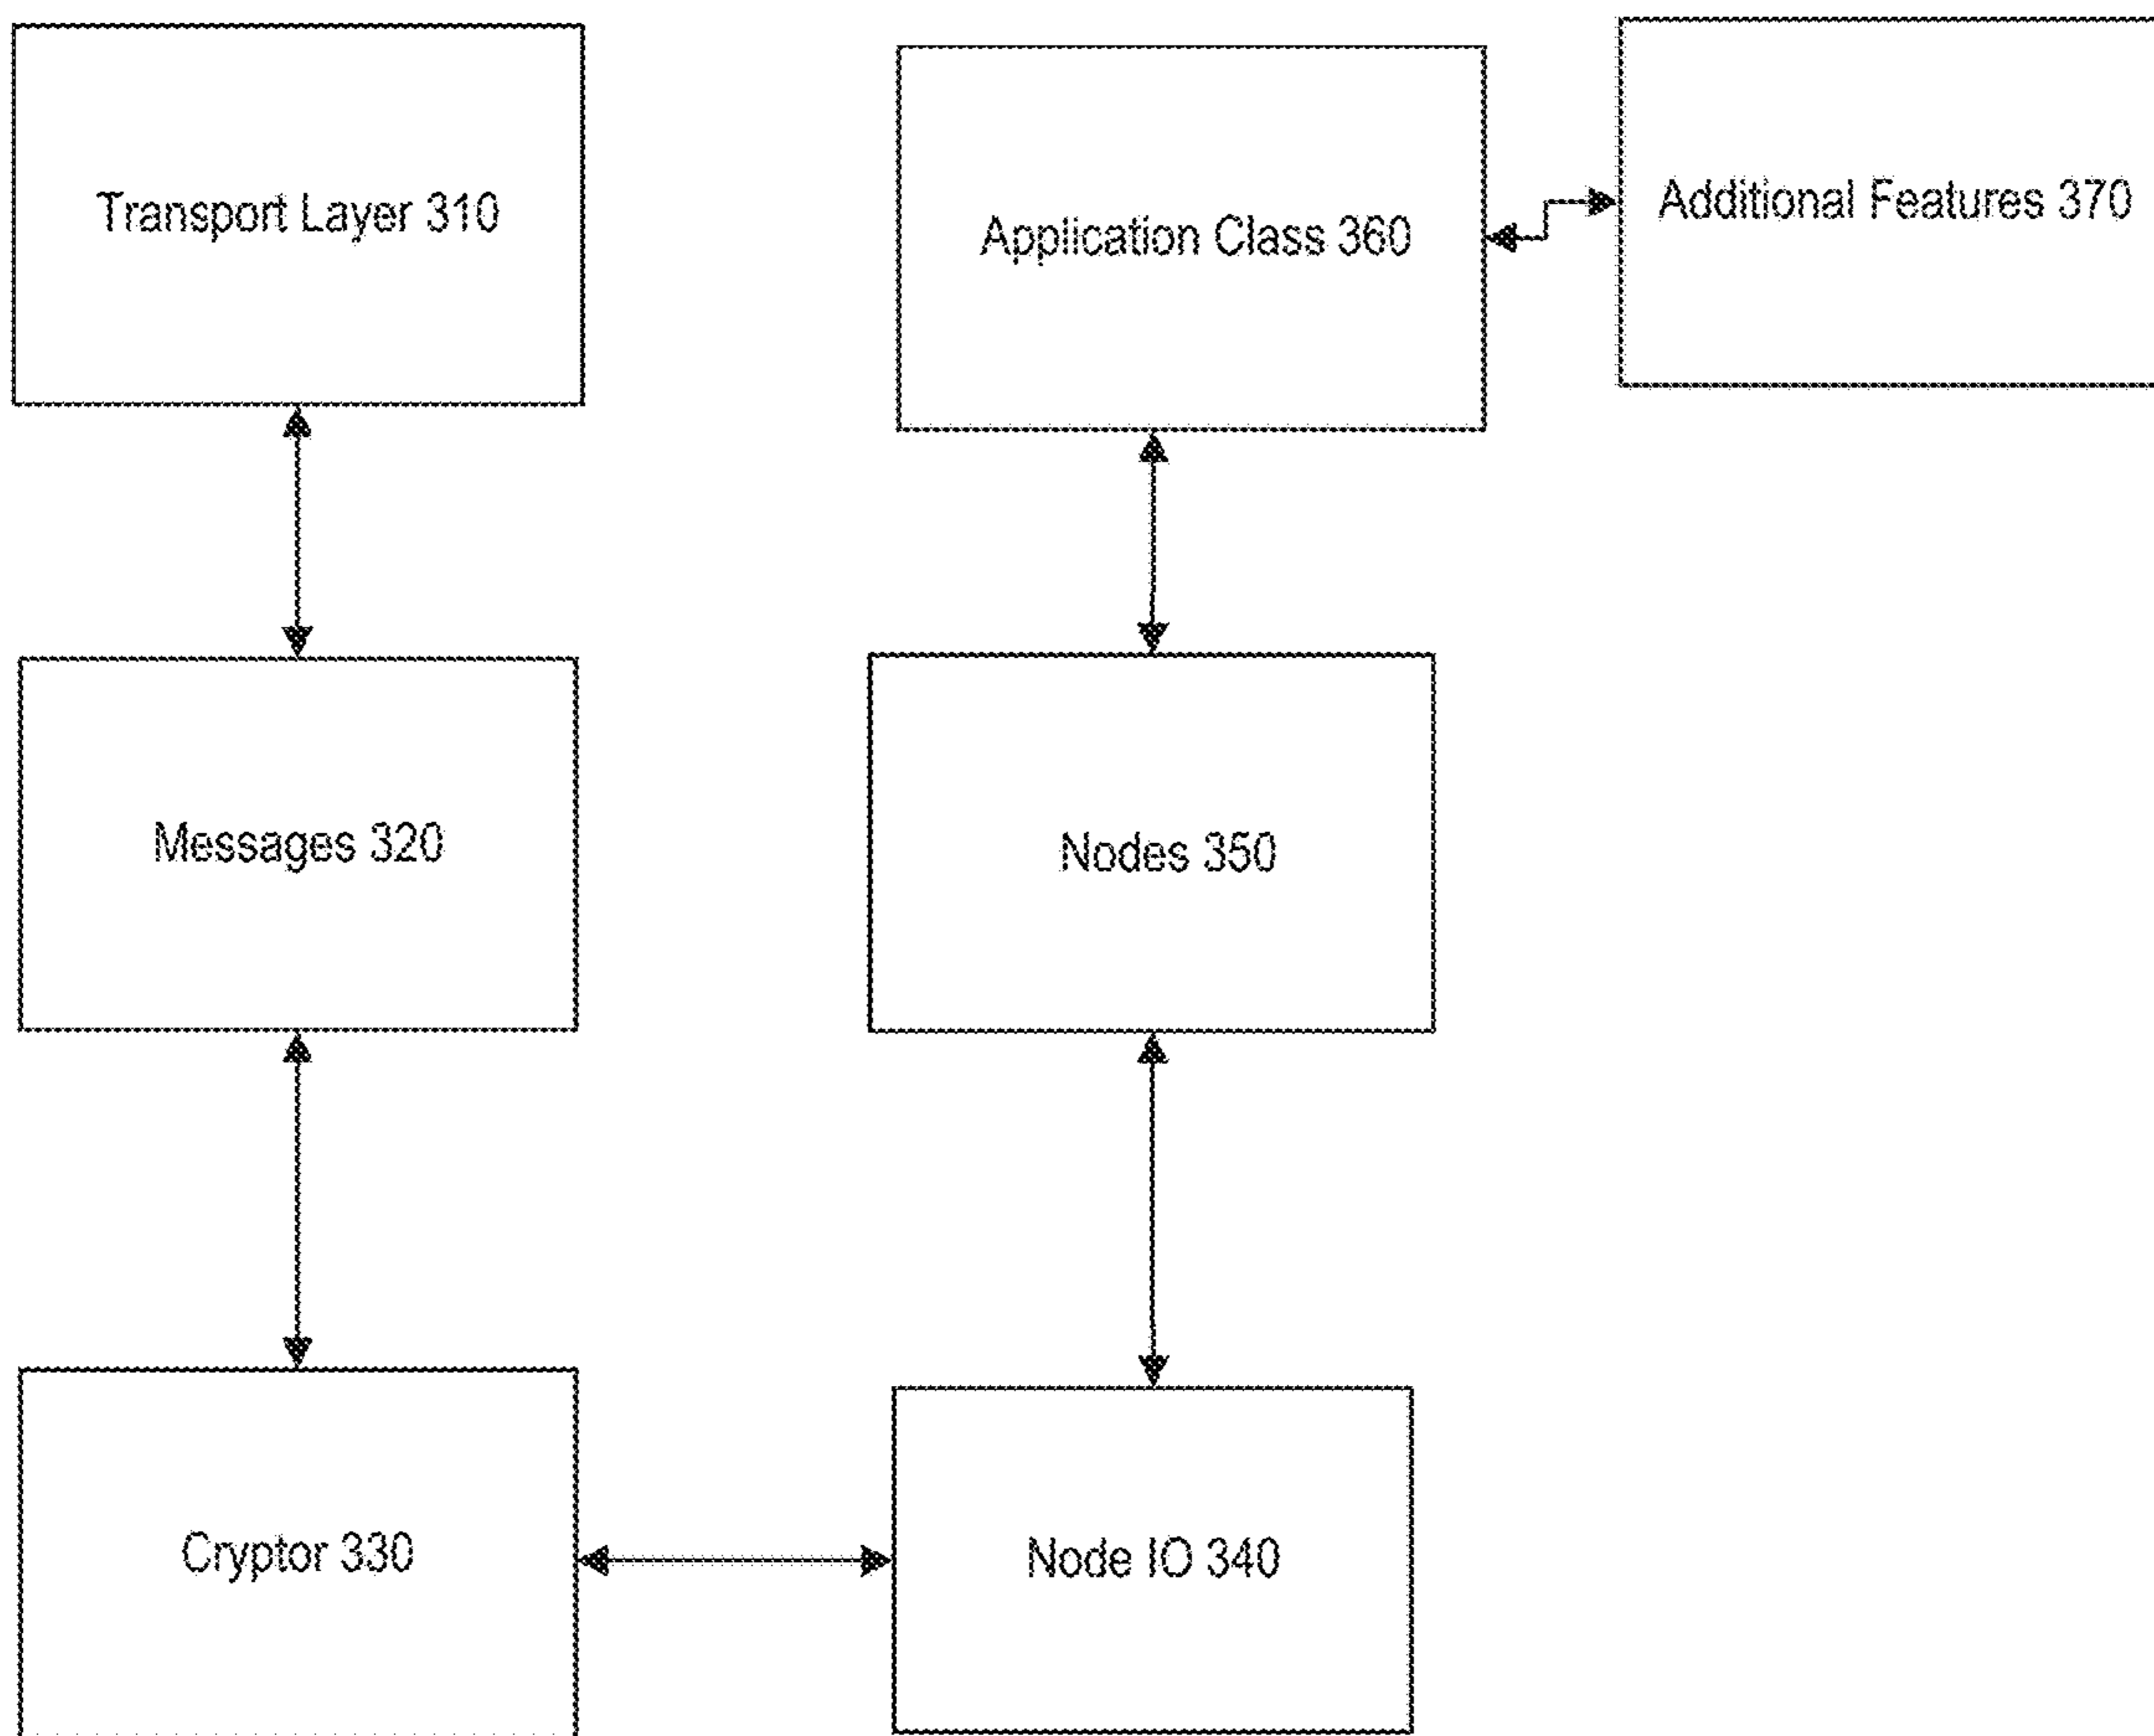 Transport Layer 310
Application Class 360
Additional Features 370
Messages 320
Nodes 350
Cryptor 330
Node IO 340